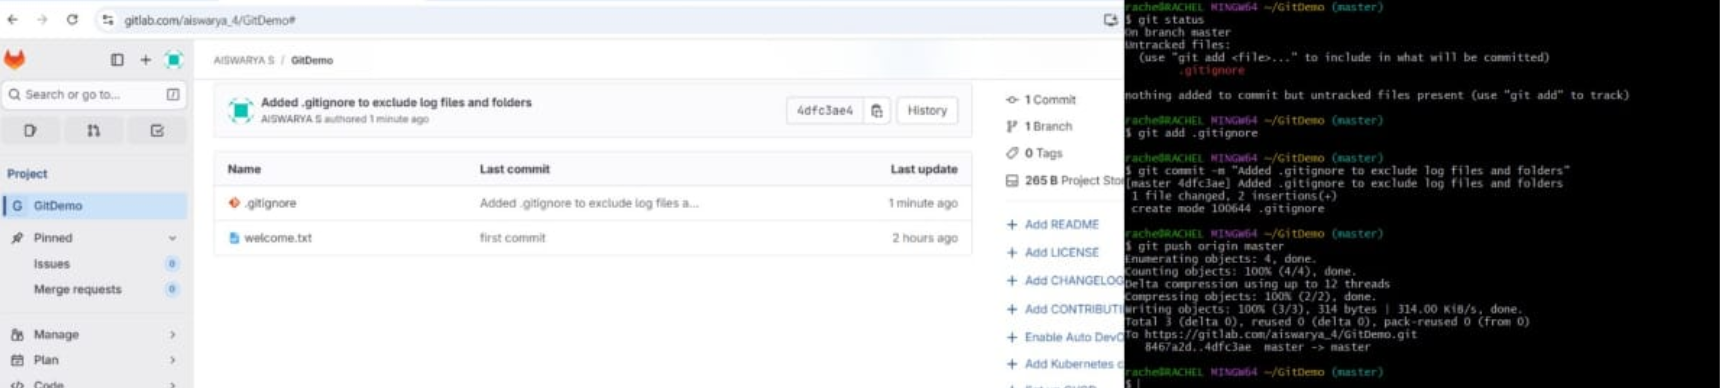 gitlab.com/aiswarya_4/GitDemo#
Search or go to...
Project
G GitDemo
Pinned
Issues 0
Merge requests 0
Manage
Plan
Code
AISWARYA S / GitDemo
Added .gitignore to exclude log files and folders
AISWARYA S authored 1 minute ago
4dfc3ae4
History
Name Last commit Last update
.gitignore Added .gitignore to exclude log files a... 1 minute ago
welcome.txt first commit 2 hours ago
1 Commit
1 Branch
0 Tags
265 B Project Stor
+ Add README
+ Add LICENSE
+ Add CHANGELOG
+ Add CONTRIBUTI
+ Enable Auto DevO
+ Add Kubernetes c
rache@RACHEL MINGW64 ~/GitDemo (master)
$ git status
On branch master
Untracked files:
(use "git add <file>..." to include in what will be committed)
.gitignore
nothing added to commit but untracked files present (use "git add" to track)
rache@RACHEL MINGW64 ~/GitDemo (master)
$ git add .gitignore
rache@RACHEL MINGW64 ~/GitDemo (master)
$ git commit -m "Added .gitignore to exclude log files and folders"
[master 4dfc3ae] Added .gitignore to exclude log files and folders
1 file changed, 2 insertions(+)
create mode 100644 .gitignore
rache@RACHEL MINGW64 ~/GitDemo (master)
$ git push origin master
Enumerating objects: 4, done.
Counting objects: 100% (4/4), done.
Delta compression using up to 12 threads
Compressing objects: 100% (2/2), done.
Writing objects: 100% (3/3), 314 bytes | 314.00 KiB/s, done.
Total 3 (delta 0), reused 0 (delta 0), pack-reused 0 (from 0)
To https://gitlab.com/aiswarya_4/GitDemo.git
8467a2d..4dfc3ae master -> master
rache@RACHEL MINGW64 ~/GitDemo (master)
$